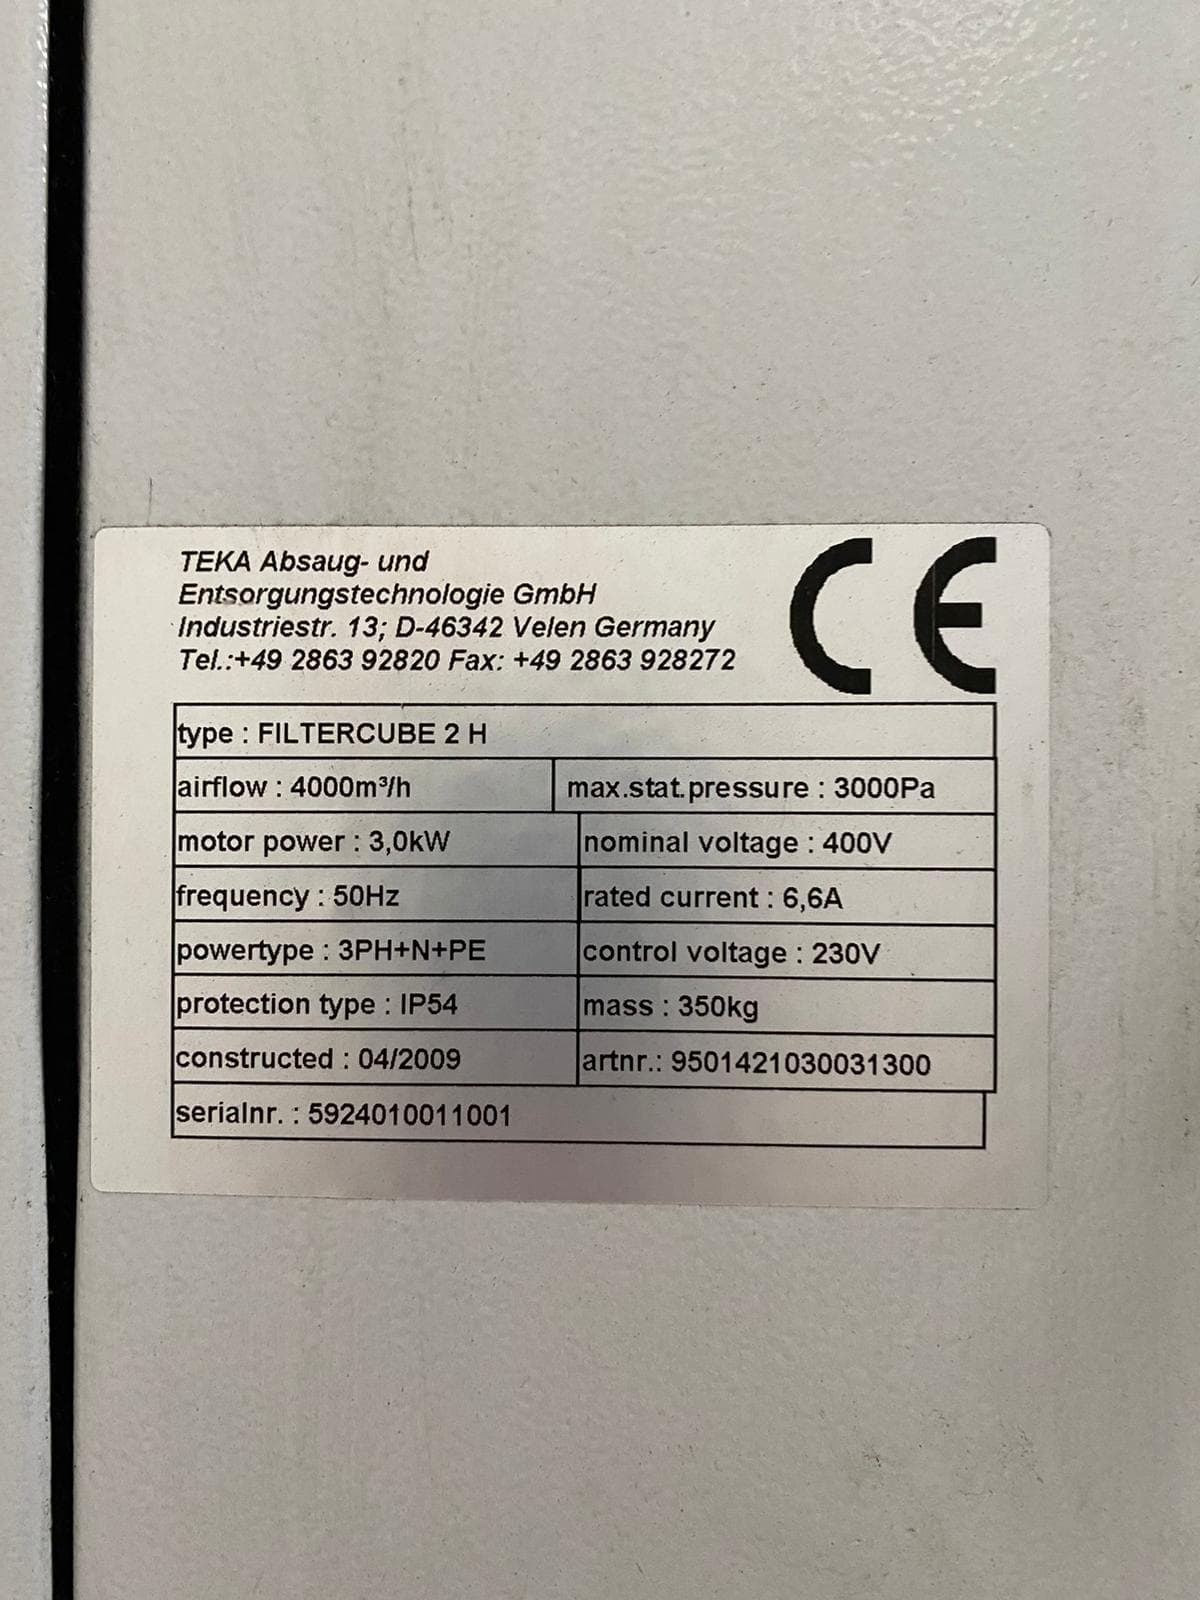 TEKA Absaug- und
Entsorgungstechnologie GmbH
Industriestr. 13; D-46342 Velen Germany
Tel.:+49 2863 92820 Fax: +49 2863 928272
CE
type : FILTERCUBE 2 H
airflow : 4000m³/h max.stat.pressure : 3000Pa
motor power : 3,0kW nominal voltage : 400V
frequency : 50Hz rated current : 6,6A
powertype : 3PH+N+PE control voltage : 230V
protection type : IP54 mass : 350kg
constructed : 04/2009 artnr.: 9501421030031300
serialnr. : 5924010011001